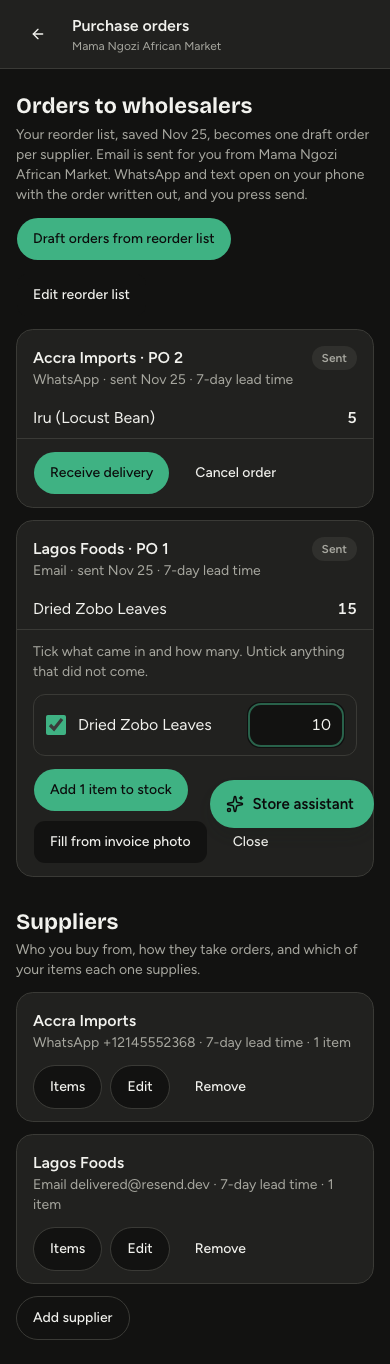 Purchase orders
Mama Ngozi African Market
Orders to wholesalers
Your reorder list, saved Nov 25, becomes one draft order
per supplier. Email is sent for you from Mama Ngozi
African Market. WhatsApp and text open on your phone
with the order written out, and you press send.
Draft orders from reorder list
Edit reorder list
Accra Imports · PO 2
Sent
WhatsApp · sent Nov 25 · 7-day lead time
Iru (Locust Bean) 5
Receive delivery Cancel order
Lagos Foods · PO 1
Sent
Email · sent Nov 25 · 7-day lead time
Dried Zobo Leaves 15
Tick what came in and how many. Untick anything
that did not come.
Dried Zobo Leaves 10
Add 1 item to stock
Store assistant
Fill from invoice photo Close
Suppliers
Who you buy from, how they take orders, and which of
your items each one supplies.
Accra Imports
WhatsApp +12145552368 · 7-day lead time · 1 item
Items Edit Remove
Lagos Foods
Email delivered@resend.dev · 7-day lead time · 1
item
Items Edit Remove
Add supplier